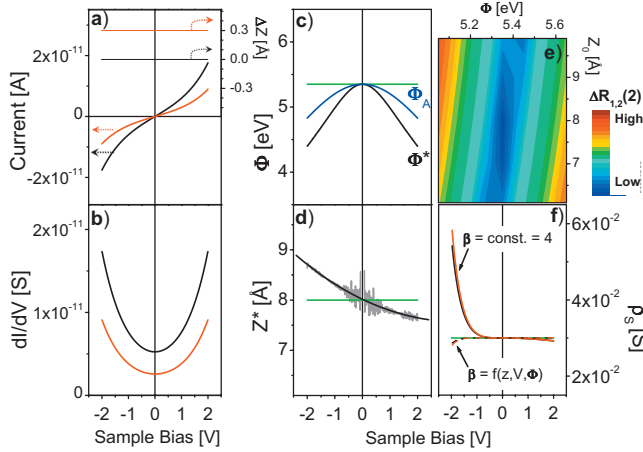 a)
ΔZ [Å]
0.3
0.0
-0.3
Current [A]
2x10⁻¹¹
0
-2x10⁻¹¹
b)
dI/dV [S]
2x10⁻¹¹
1x10⁻¹¹
0
-2 -1 0 1 2
Sample Bias [V]
c)
Φ [eV]
6
5
4
Φ_A
Φ*
d)
Z* [Å]
9
8
7
-2 -1 0 1 2
Sample Bias [V]
Φ [eV]
5.2 5.4 5.6
e)
Z₀ [Å]
9
8
7
ΔR₁,₂(2)
High
Low
f)
β = const. = 4
β = f(z,V,Φ)
6x10⁻²
4x10⁻²
2x10⁻²
ρ_S [S]
-2 -1 0 1 2